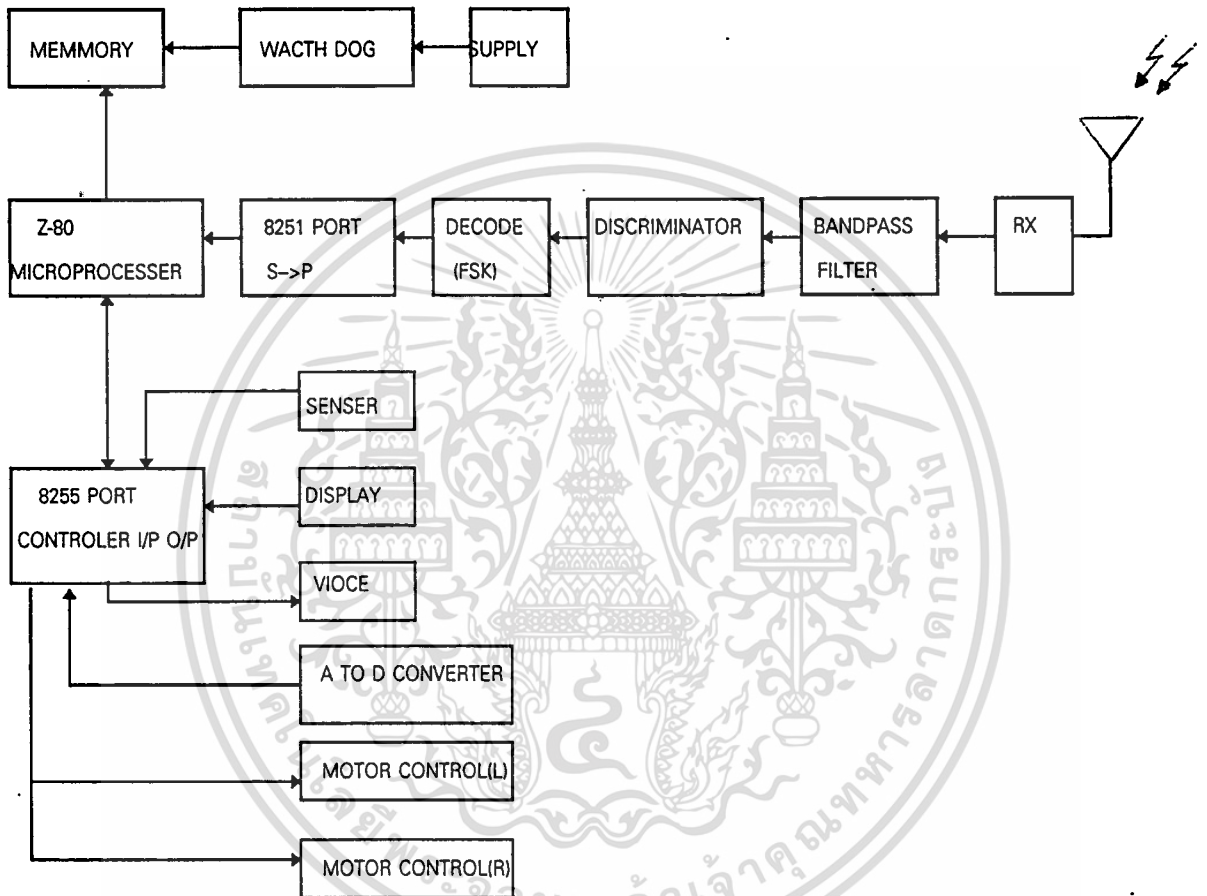 MEMMORY
WACTH DOG
SUPPLY
Z-80
MICROPROCESSER
8251 PORT
S->P
DECODE
(FSK)
DISCRIMINATOR
BANDPASS
FILTER
RX
SENSER
8255 PORT
CONTROLER I/P O/P
DISPLAY
VIOCE
A TO D CONVERTER
MOTOR CONTROL(L)
MOTOR CONTROL(R)